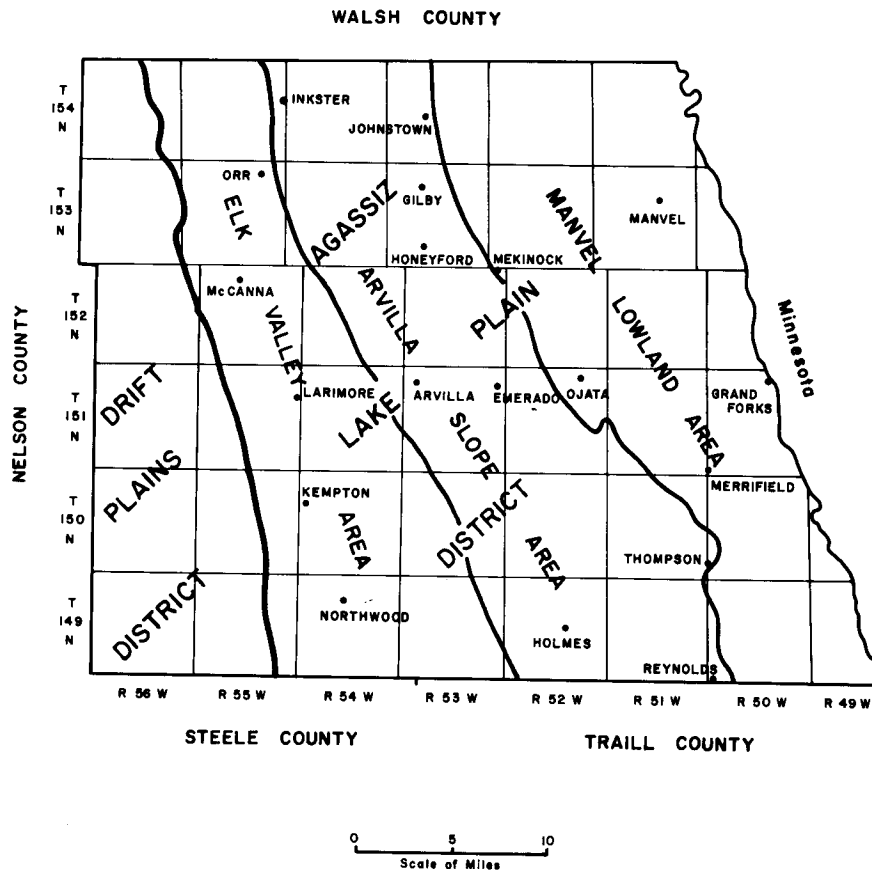 WALSH COUNTY
T
154
N
INKSTER
JOHNSTOWN
T
153
N
ORR
ELK
AGASSIZ
GILBY
MANVEL
MANVEL
HONEYFORD
MEKINOCK
NELSON COUNTY
T
152
N
McCANNA
VALLEY
ARVILLA
PLAIN
LOWLAND
Minnesota
T
151
N
DRIFT
LARIMORE
LAKE
ARVILLA
SLOPE
EMERADO
OJATA
AREA
GRAND
FORKS
T
150
N
PLAINS
KEMPTON
AREA
DISTRICT
AREA
MERRIFIELD
THOMPSON
T
149
N
DISTRICT
NORTHWOOD
HOLMES
REYNOLDS
R 56 W
R 55 W
R 54 W
R 53 W
R 52 W
R 51 W
R 50 W
R 49 W
STEELE COUNTY
TRAILL COUNTY
0 5 10
Scale of Miles